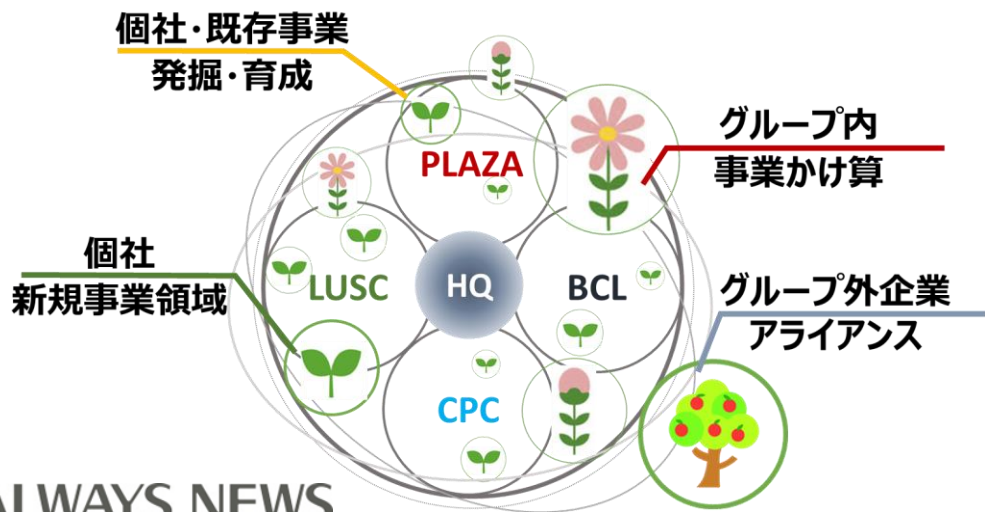 個社・既存事業
発掘・育成
PLAZA
グループ内
事業かけ算
個社
新規事業領域
LUSC
HQ
BCL
グループ外企業
アライアンス
CPC
ALWAYS NEWS